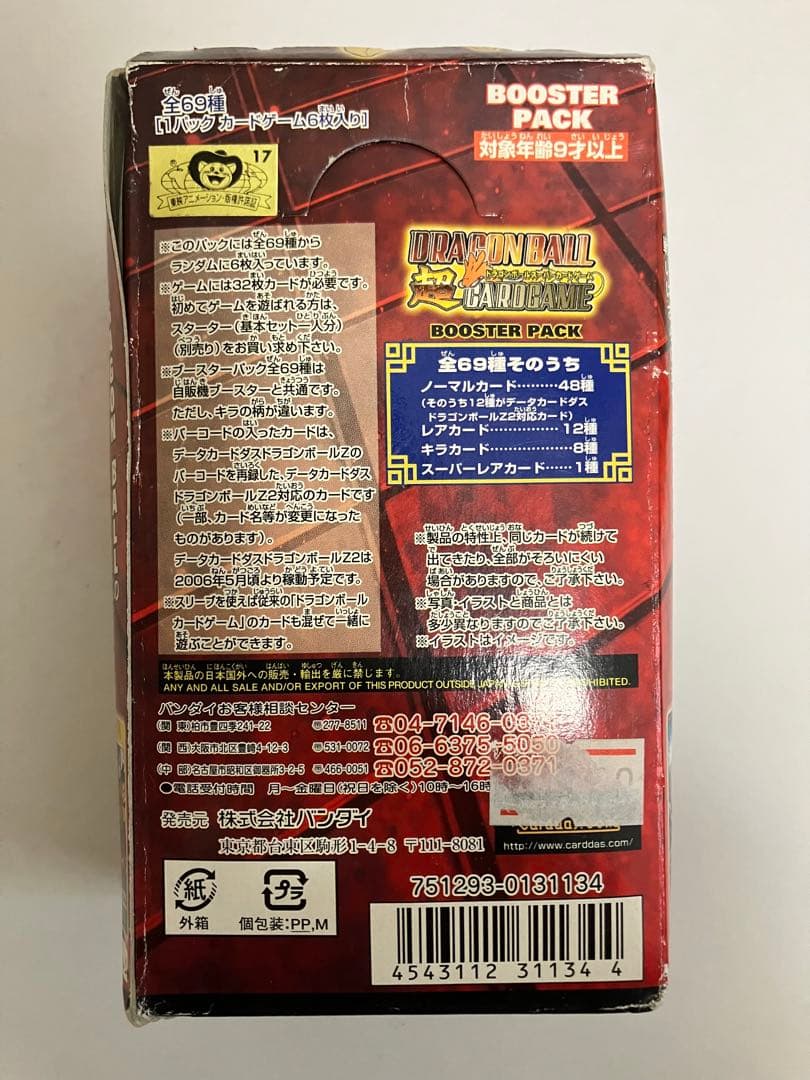 全69種
[1パック カードゲーム6枚入り]
BOOSTER
PACK
対象年齢9才以上
17
東映アニメーション・版権許諾証
※このパックには全69種から
ランダムに6枚入っています。
※ゲームには32枚カードが必要です。
初めてゲームを遊ばれる方は、
スターター(基本セット一人分)
(別売り)をお買い求め下さい。
※ブースターパック全69種は
自販機ブースターと共通です。
ただし、キラの柄が違います。
※バーコードの入ったカードは、
データカードダスドラゴンボールZの
バーコードを再録した、データカードダス
ドラゴンボールZ2対応のカードです
(一部、カード名等が変更になった
ものがあります)。
データカードダスドラゴンボールZ2は
2006年5月頃より稼動予定です。
※スリーブを使えば従来の「ドラゴンボール
カードゲーム」のカードも混ぜて一緒に
遊ぶことができます。
DRAGON BALL
ドラゴンボールスーパーカードゲーム
超 CARDGAME
BOOSTER PACK
全69種そのうち
ノーマルカード………48種
(そのうち12種がデータカードダス
ドラゴンボールZ2対応カード)
レアカード……………12種
キラカード………………8種
スーパーレアカード……1種
※製品の特性上、同じカードが続けて
出てきたり、全部がそろいにくい
場合がありますので、ご了承下さい。
※写真・イラストと商品とは
多少異なりますのでご了承下さい。
※イラストはイメージです。
本製品の日本国外への販売・輸出を厳に禁じます。
ANY AND ALL SALE AND/OR EXPORT OF THIS PRODUCT OUTSIDE JAPAN PROHIBITED.
バンダイお客様相談センター
(関 東)柏市豊四季241-22 〒277-8511 ☎04-7146-03
(関 西)大阪市北区豊崎4-12-3 〒531-0072 ☎06-6375-5050
(中 部)名古屋市昭和区御器所3-2-5 〒466-0051 ☎052-872-0371
●電話受付時間 月〜金曜日(祝日を除く)10時〜16時
発売元 株式会社バンダイ
東京都台東区駒形1-4-8 〒111-8081
http://www.carddas.com
紙
外箱
プラ
個包装:PP,M
751293-0131134
4543112 311344